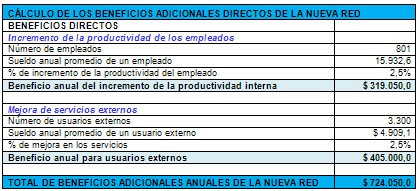 CÁLCULO DE LOS BENEFICIOS ADICIONALES DIRECTOS DE LA NUEVA RED
BENEFICIOS DIRECTOS
Incremento de la productividad de los empleados
Número de empleados 801
Sueldo anual promedio de un empleado 15.932,6
% de incremento de la productividad del empleado 2,5%
Beneficio anual del incremento de la productividad interna $ 319.050,0
Mejora de servicios externos
Número de usuarios externos 3.300
Sueldo anual promedio de un usuario externo $ 4.909,1
% de mejora en los servicios 2,5%
Beneficio anual para usuarios externos $ 405.000,0
TOTAL DE BENEFICIOS ADICIONALES ANUALES DE LA NUEVA RED $ 724.050,0